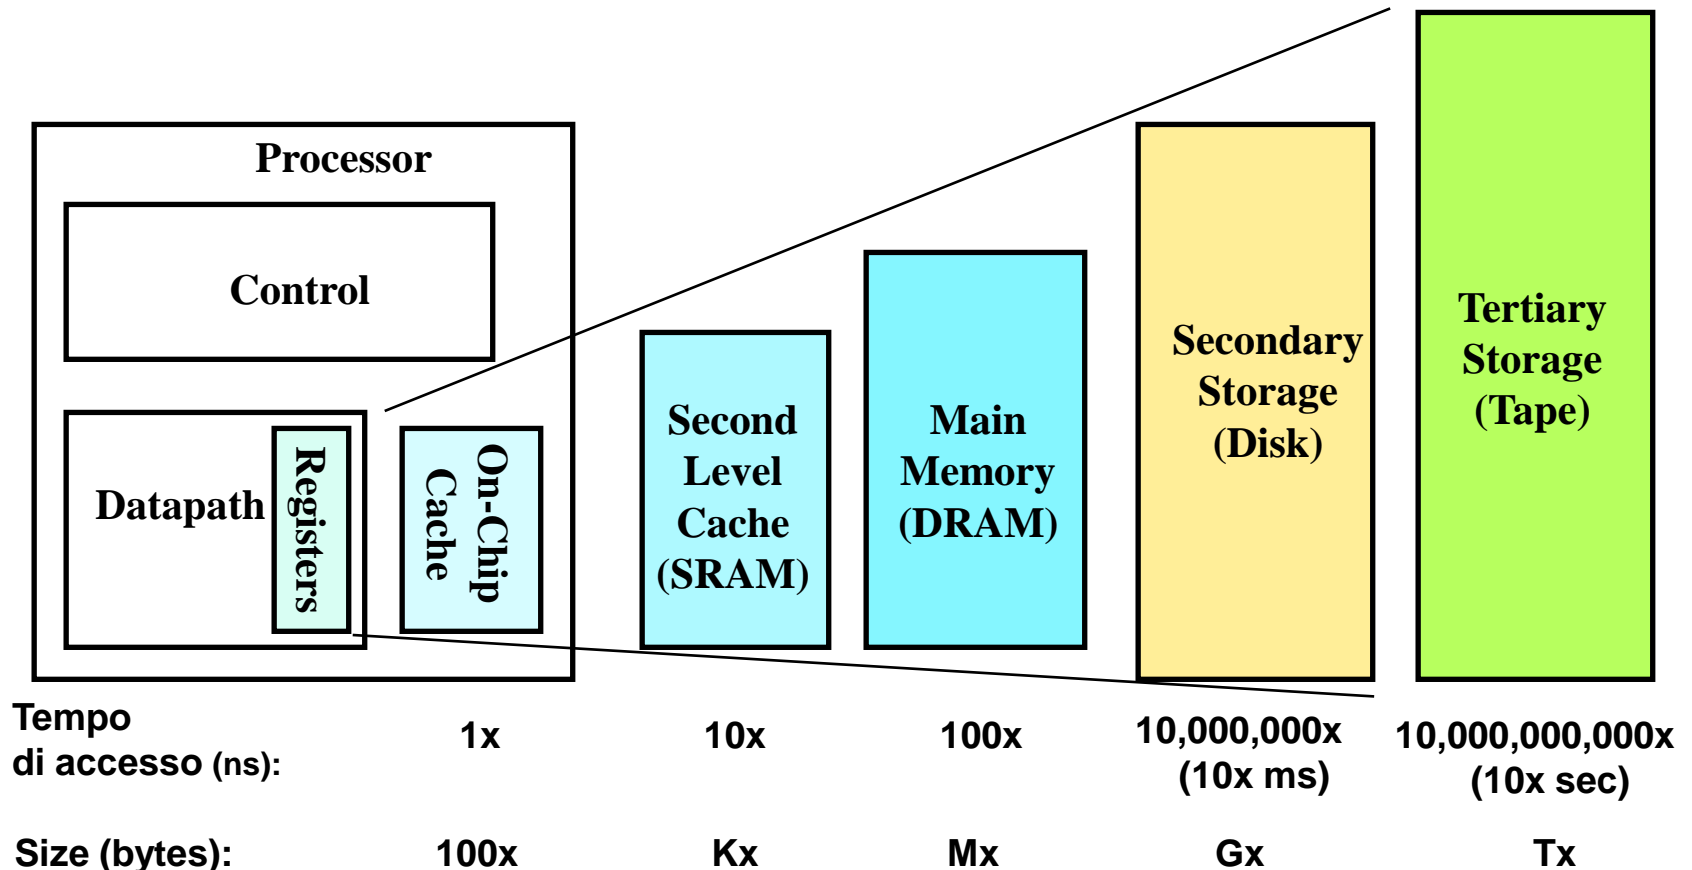 Processor
Control
Datapath
Registers
On-Chip
Cache
Second
Level
Cache
(SRAM)
Main
Memory
(DRAM)
Secondary
Storage
(Disk)
Tertiary
Storage
(Tape)
Tempo
di accesso (ns):
1x
10x
100x
10,000,000x
(10x ms)
10,000,000,000x
(10x sec)
Size (bytes):
100x
Kx
Mx
Gx
Tx